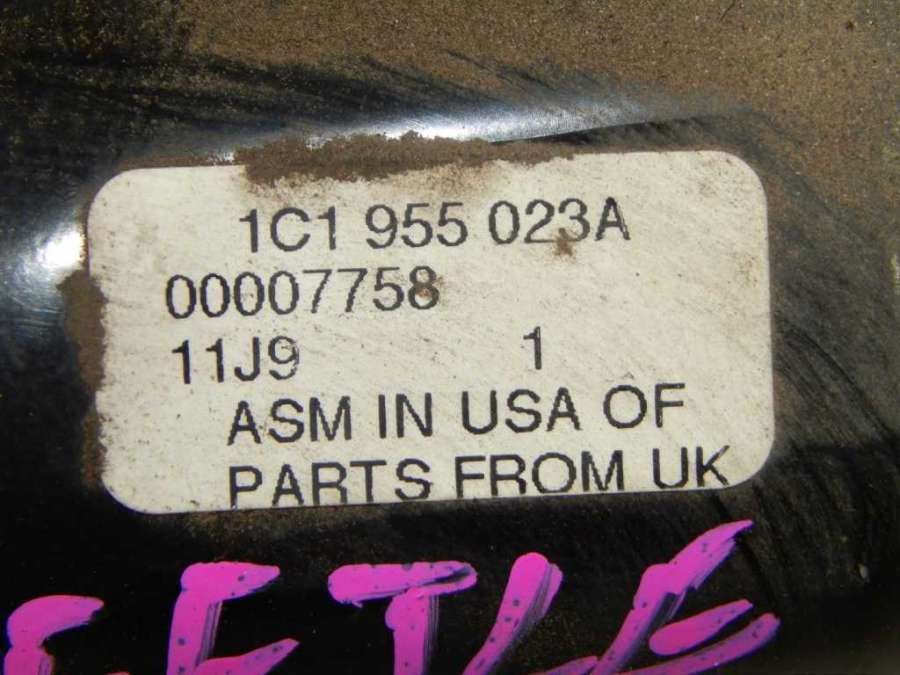 1C1 955 023A
00007758
11J9 1
ASM IN USA OF
PARTS FROM UK